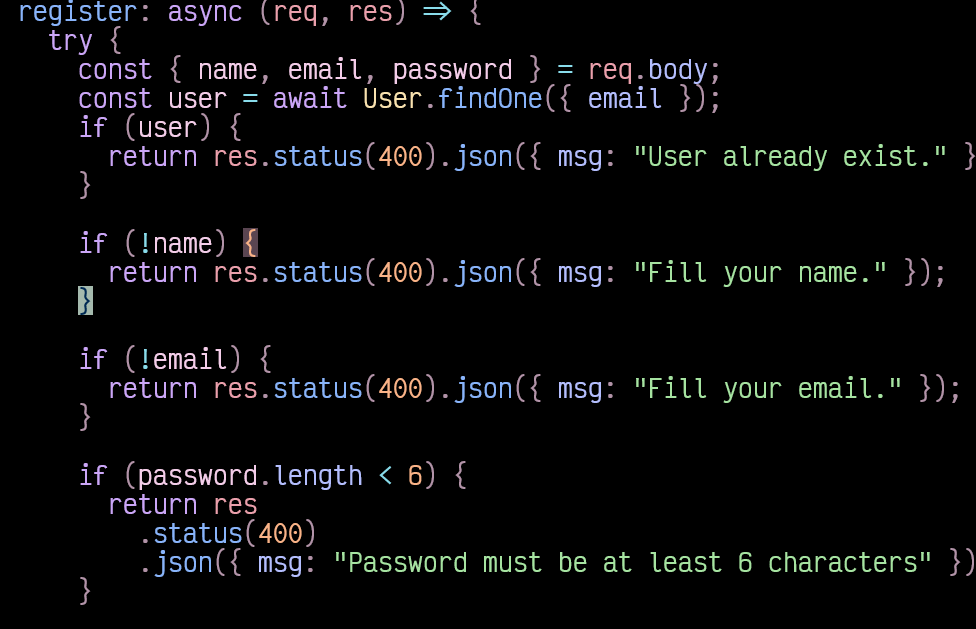 register: async (req, res) => {
  try {
    const { name, email, password } = req.body;
    const user = await User.findOne({ email });
    if (user) {
      return res.status(400).json({ msg: "User already exist." }
    }

    if (!name) {
      return res.status(400).json({ msg: "Fill your name." });
    }

    if (!email) {
      return res.status(400).json({ msg: "Fill your email." });
    }

    if (password.length < 6) {
      return res
        .status(400)
        .json({ msg: "Password must be at least 6 characters" })
    }